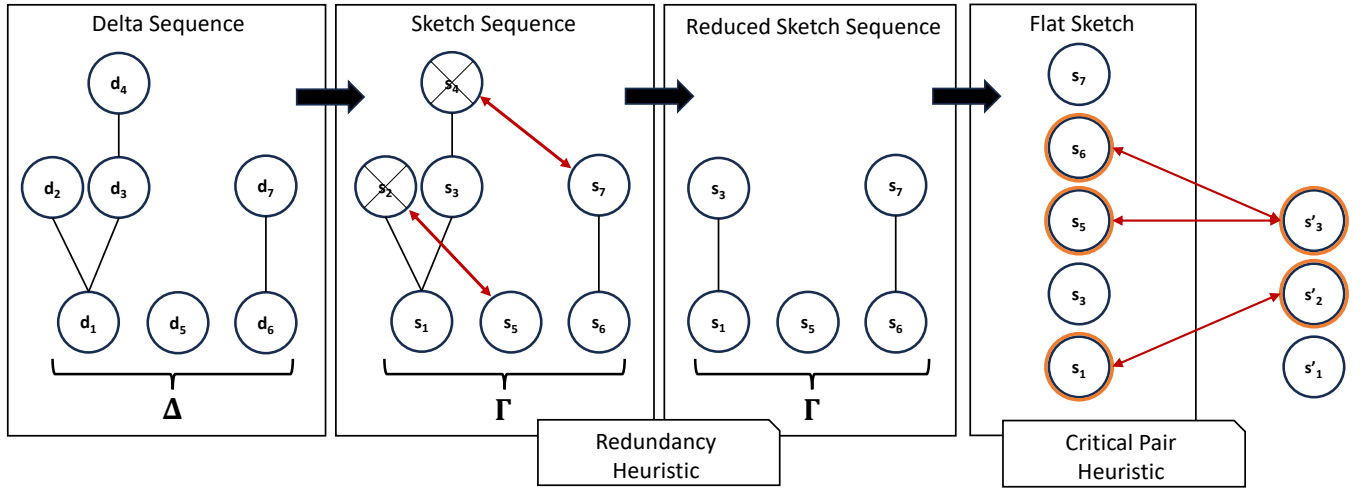 Delta Sequence
d₄
d₂ d₃ d₇
d₁ d₅ d₆
Δ
Sketch Sequence
s₄
s₂ s₃ s₇
s₁ s₅ s₆
Γ
Reduced Sketch Sequence
s₃ s₇
s₁ s₅ s₆
Γ
Redundancy
Heuristic
Flat Sketch
s₇
s₆
s₅
s₃
s₁
s'₃
s'₂
s'₁
Critical Pair
Heuristic